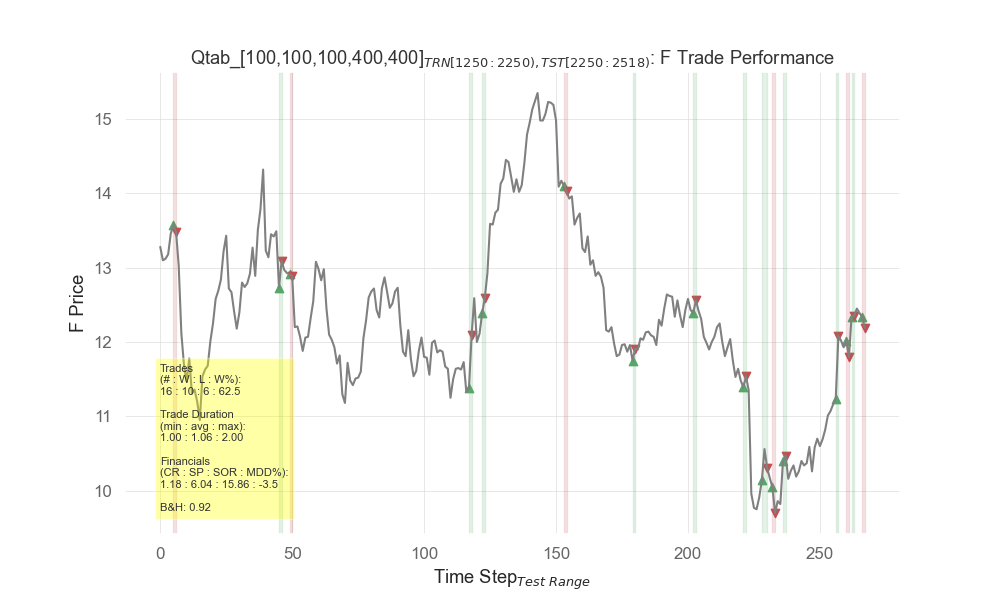 Qtab_[100,100,100,400,400]TRN[1250:2250),TST[2250:2518): F Trade Performance
F Price
15
14
13
12
11
10
Trades
(# : W : L : W%):
16 : 10 : 6 : 62.5
Trade Duration
(min : avg : max):
1.00 : 1.06 : 2.00
Financials
(CR : SP : SOR : MDD%):
1.18 : 6.04 : 15.86 : -3.5
B&H: 0.92
0 50 100 150 200 250
Time StepTest Range